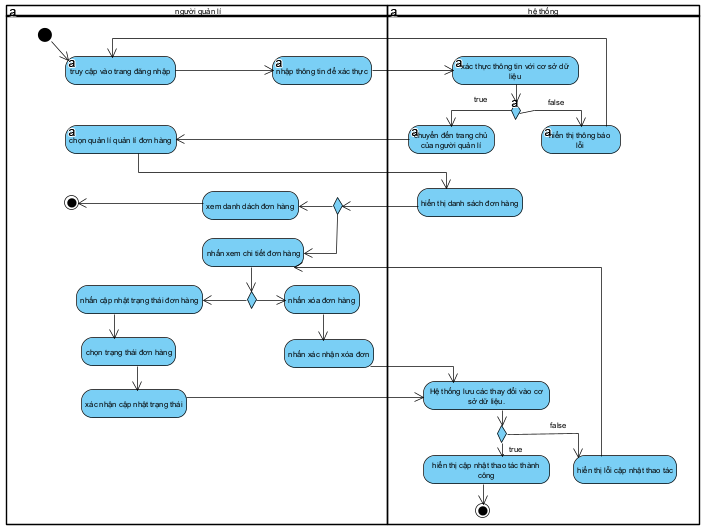 a người quản lí
a hệ thống
a
truy cập vào trang đăng nhập
a
nhập thông tin để xác thực
a
xác thực thông tin với cơ sở dữ
liệu
true
false
a
a
chuyển đến trang chủ
của người quản lí
a
hiển thị thông báo
lỗi
a
chọn quản lí quản lí đơn hàng
hiển thị danh sách đơn hàng
xem danh dách đơn hàng
nhấn xem chi tiết đơn hàng
nhấn cập nhật trạng thái đơn hàng
nhấn xóa đơn hàng
chọn trạng thái đơn hàng
nhấn xác nhận xóa đơn
xác nhận cập nhật trạng thái
Hệ thống lưu các thay đổi vào cơ
sở dữ liệu.
false
true
hiển thị cập nhật thao tác thành
công
hiển thị lỗi cập nhật thao tác